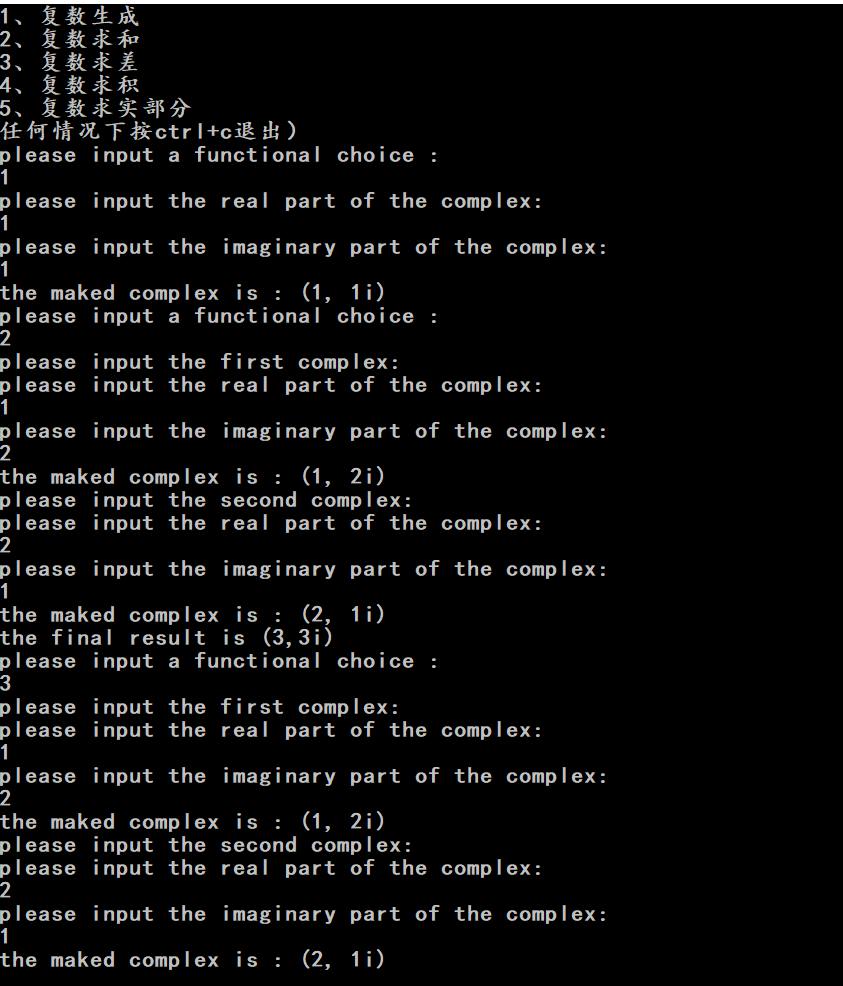 1、复数生成
2、复数求和
3、复数求差
4、复数求积
5、复数求实部分
任何情况下按ctrl+c退出）
please input a functional choice :
1
please input the real part of the complex:
1
please input the imaginary part of the complex:
1
the maked complex is : (1, 1i)
please input a functional choice :
2
please input the first complex:
please input the real part of the complex:
1
please input the imaginary part of the complex:
2
the maked complex is : (1, 2i)
please input the second complex:
please input the real part of the complex:
2
please input the imaginary part of the complex:
1
the maked complex is : (2, 1i)
the final result is (3,3i)
please input a functional choice :
3
please input the first complex:
please input the real part of the complex:
1
please input the imaginary part of the complex:
2
the maked complex is : (1, 2i)
please input the second complex:
please input the real part of the complex:
2
please input the imaginary part of the complex:
1
the maked complex is : (2, 1i)